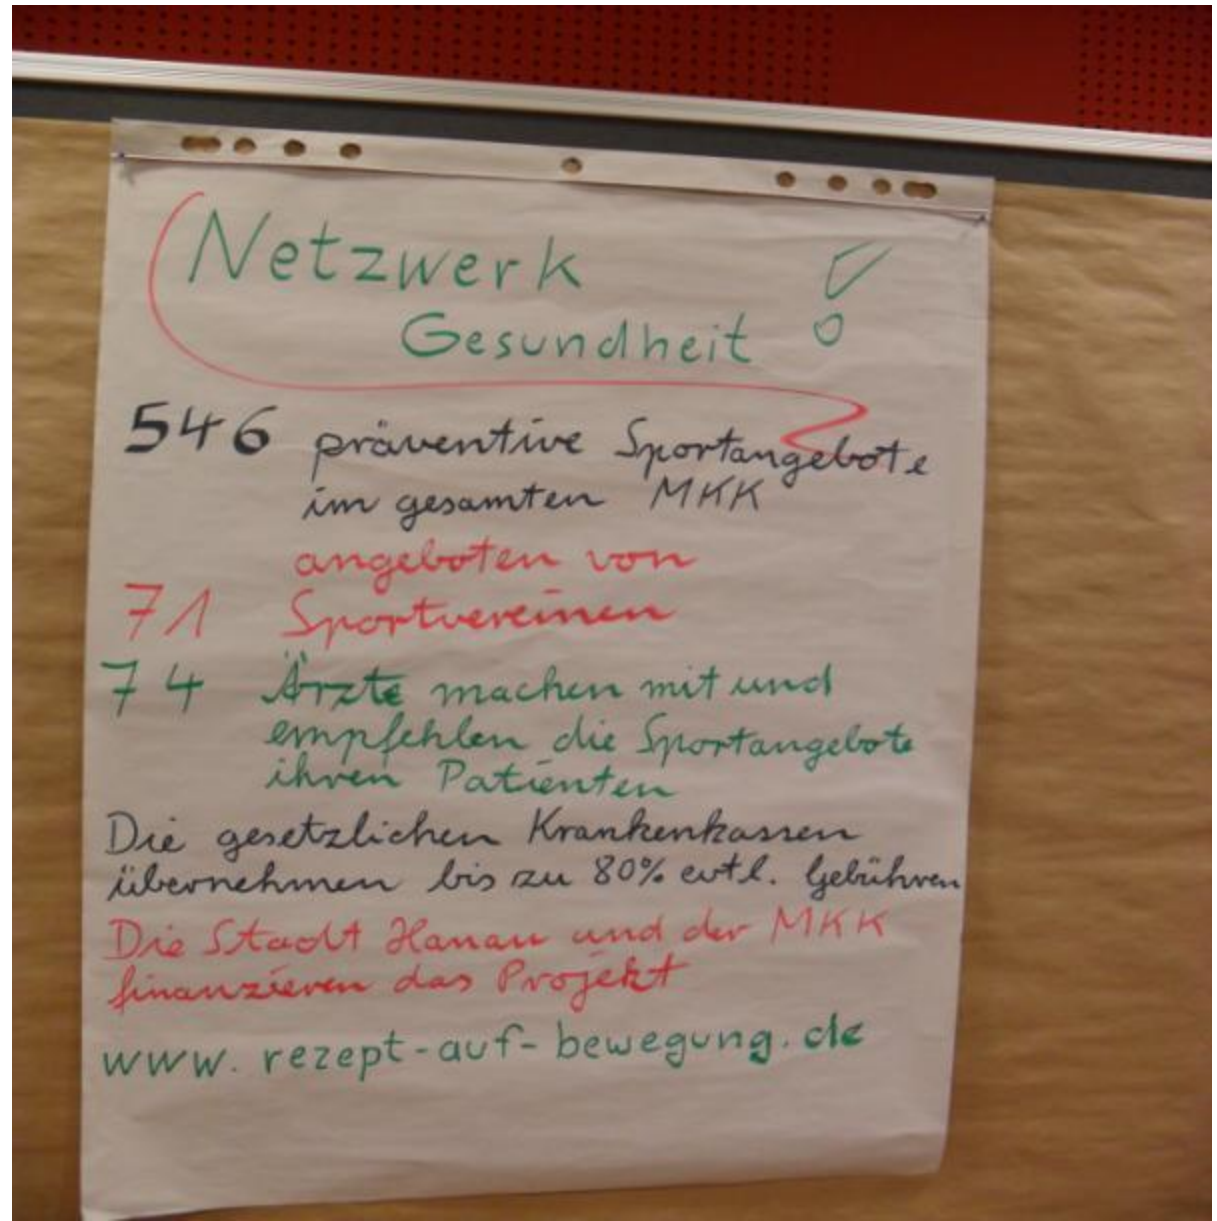 Netzwerk !
Gesundheit
546 präventive Sportangebote
im gesamten MKK
angeboten von
71 Sportvereinen
74 Ärzte machen mit und
empfehlen die Sportangebote
ihren Patienten
Die gesetzlichen Krankenkassen
übernehmen bis zu 80% evtl. Gebühren
Die Stadt Hanau und der MKK
finanzieren das Projekt
www.rezept-auf-bewegung.de